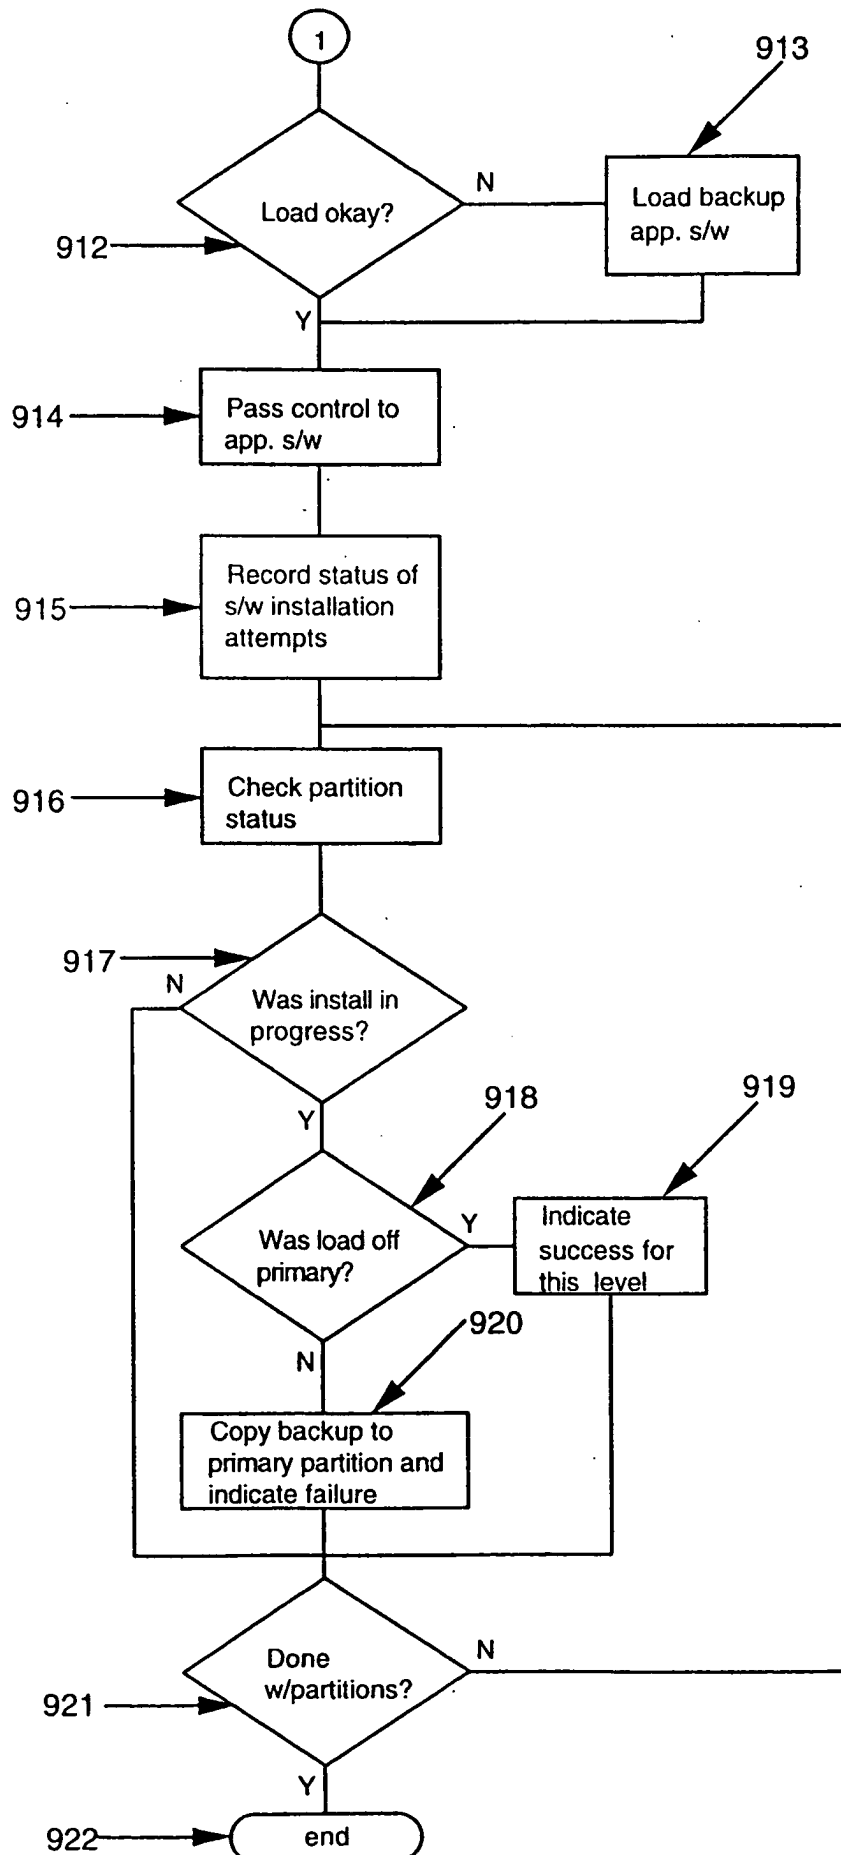 1
913
N
Load okay?
Load backup
app. s/w
912
Y
914
Pass control to
app. s/w
915
Record status of
s/w installation
attempts
916
Check partition
status
917
N
Was install in
progress?
Y
918
919
Was load off
primary?
Y
Indicate
success for
this level
920
N
Copy backup to
primary partition and
indicate failure
Done
w/partitions?
N
921
Y
922
end